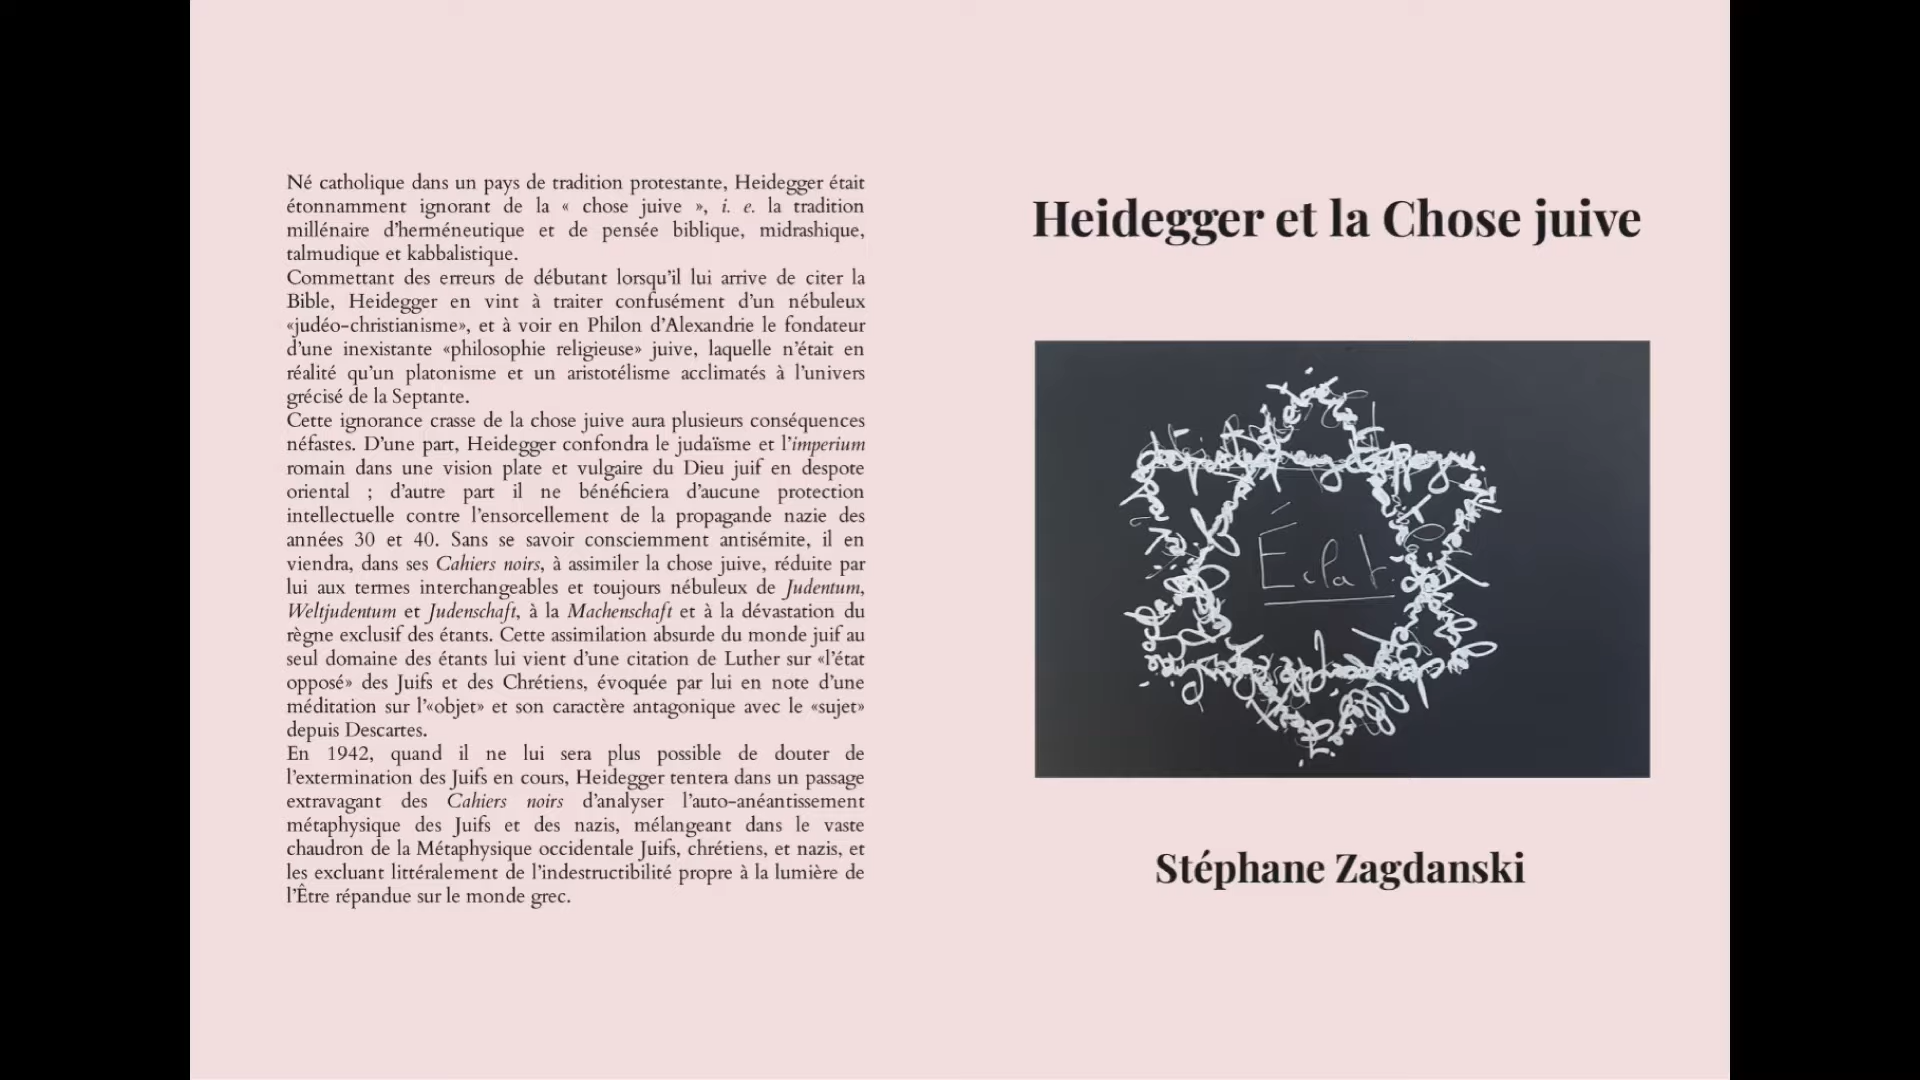 Né catholique dans un pays de tradition protestante, Heidegger était
étonnamment ignorant de la « chose juive », i. e. la tradition
millénaire d’herméneutique et de pensée biblique, midrashique,
talmudique et kabbalistique.
Commettant des erreurs de débutant lorsqu’il lui arrive de citer la
Bible, Heidegger en vint à traiter confusément d’un nébuleux
«judéo-christianisme», et à voir en Philon d’Alexandrie le fondateur
d’une inexistante «philosophie religieuse» juive, laquelle n’était en
réalité qu’un platonisme et un aristotélisme acclimatés à l’univers
grécisé de la Septante.
Cette ignorance crasse de la chose juive aura plusieurs conséquences
néfastes. D’une part, Heidegger confondra le judaïsme et l’imperium
romain dans une vision plate et vulgaire du Dieu juif en despote
oriental ; d’autre part il ne bénéficiera d’aucune protection
intellectuelle contre l’ensorcellement de la propagande nazie des
années 30 et 40. Sans se savoir consciemment antisémite, il en
viendra, dans ses Cahiers noirs, à assimiler la chose juive, réduite par
lui aux termes interchangeables et toujours nébuleux de Judentum,
Weltjudentum et Judenschaft, à la Machenschaft et à la dévastation du
règne exclusif des étants. Cette assimilation absurde du monde juif au
seul domaine des étants lui vient d’une citation de Luther sur «l’état
opposé» des Juifs et des Chrétiens, évoquée par lui en note d’une
méditation sur l’«objet» et son caractère antagonique avec le «sujet»
depuis Descartes.
En 1942, quand il ne lui sera plus possible de douter de
l’extermination des Juifs en cours, Heidegger tentera dans un passage
extravagant des Cahiers noirs d’analyser l’auto-anéantissement
métaphysique des Juifs et des nazis, mélangeant dans le vaste
chaudron de la Métaphysique occidentale Juifs, chrétiens, et nazis, et
les excluant littéralement de l’indestructibilité propre à la lumière de
l’Être répandue sur le monde grec.
Heidegger et la Chose juive
Éclat.
Stéphane Zagdanski